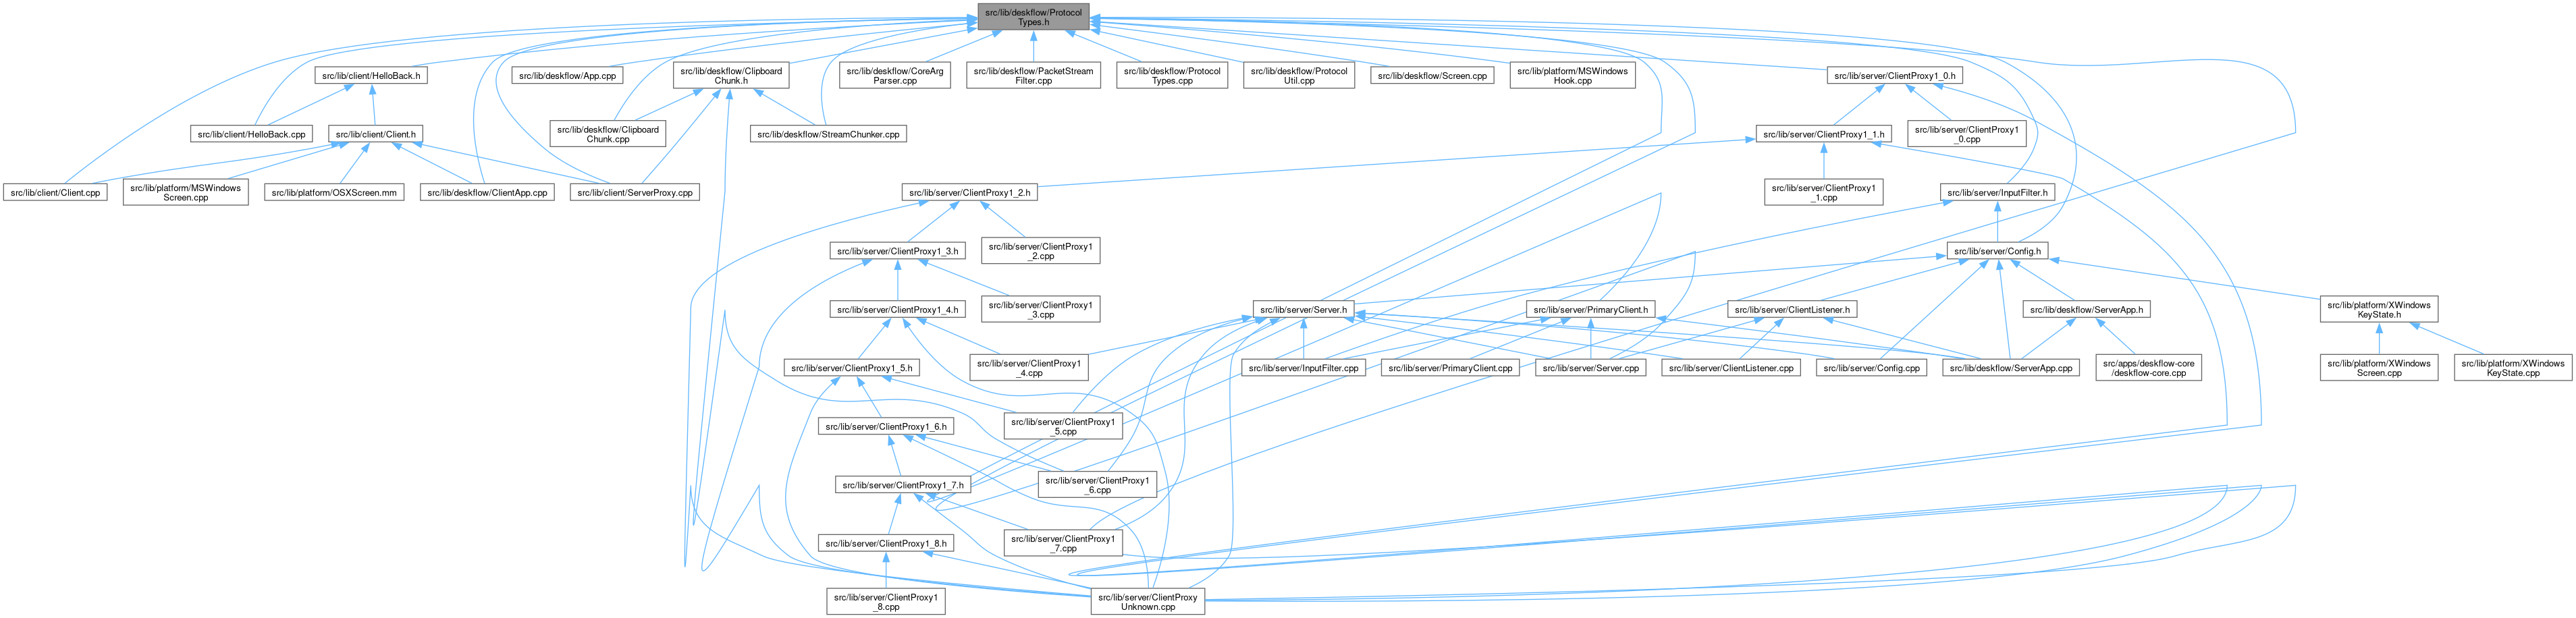 src/lib/deskflow/Protocol
Types.h
src/lib/client/HelloBack.h
src/lib/deskflow/App.cpp
src/lib/deskflow/Clipboard
Chunk.h
src/lib/deskflow/CoreArg
Parser.cpp
src/lib/deskflow/PacketStream
Filter.cpp
src/lib/deskflow/Protocol
Types.cpp
src/lib/deskflow/Protocol
Util.cpp
src/lib/deskflow/Screen.cpp
src/lib/platform/MSWindows
Hook.cpp
src/lib/server/ClientProxy1_0.h
src/lib/client/HelloBack.cpp
src/lib/client/Client.h
src/lib/deskflow/Clipboard
Chunk.cpp
src/lib/deskflow/StreamChunker.cpp
src/lib/server/ClientProxy1_1.h
src/lib/server/ClientProxy1
_0.cpp
src/lib/client/Client.cpp
src/lib/platform/MSWindows
Screen.cpp
src/lib/platform/OSXScreen.mm
src/lib/deskflow/ClientApp.cpp
src/lib/client/ServerProxy.cpp
src/lib/server/ClientProxy1_2.h
src/lib/server/ClientProxy1
_1.cpp
src/lib/server/InputFilter.h
src/lib/server/ClientProxy1_3.h
src/lib/server/ClientProxy1
_2.cpp
src/lib/server/Config.h
src/lib/server/ClientProxy1_4.h
src/lib/server/ClientProxy1
_3.cpp
src/lib/server/Server.h
src/lib/server/PrimaryClient.h
src/lib/server/ClientListener.h
src/lib/deskflow/ServerApp.h
src/lib/platform/XWindows
KeyState.h
src/lib/server/ClientProxy1_5.h
src/lib/server/ClientProxy1
_4.cpp
src/lib/server/InputFilter.cpp
src/lib/server/PrimaryClient.cpp
src/lib/server/Server.cpp
src/lib/server/ClientListener.cpp
src/lib/server/Config.cpp
src/lib/deskflow/ServerApp.cpp
src/apps/deskflow-core
/deskflow-core.cpp
src/lib/platform/XWindows
Screen.cpp
src/lib/platform/XWindows
KeyState.cpp
src/lib/server/ClientProxy1_6.h
src/lib/server/ClientProxy1
_5.cpp
src/lib/server/ClientProxy1_7.h
src/lib/server/ClientProxy1
_6.cpp
src/lib/server/ClientProxy1_8.h
src/lib/server/ClientProxy1
_7.cpp
src/lib/server/ClientProxy1
_8.cpp
src/lib/server/ClientProxy
Unknown.cpp